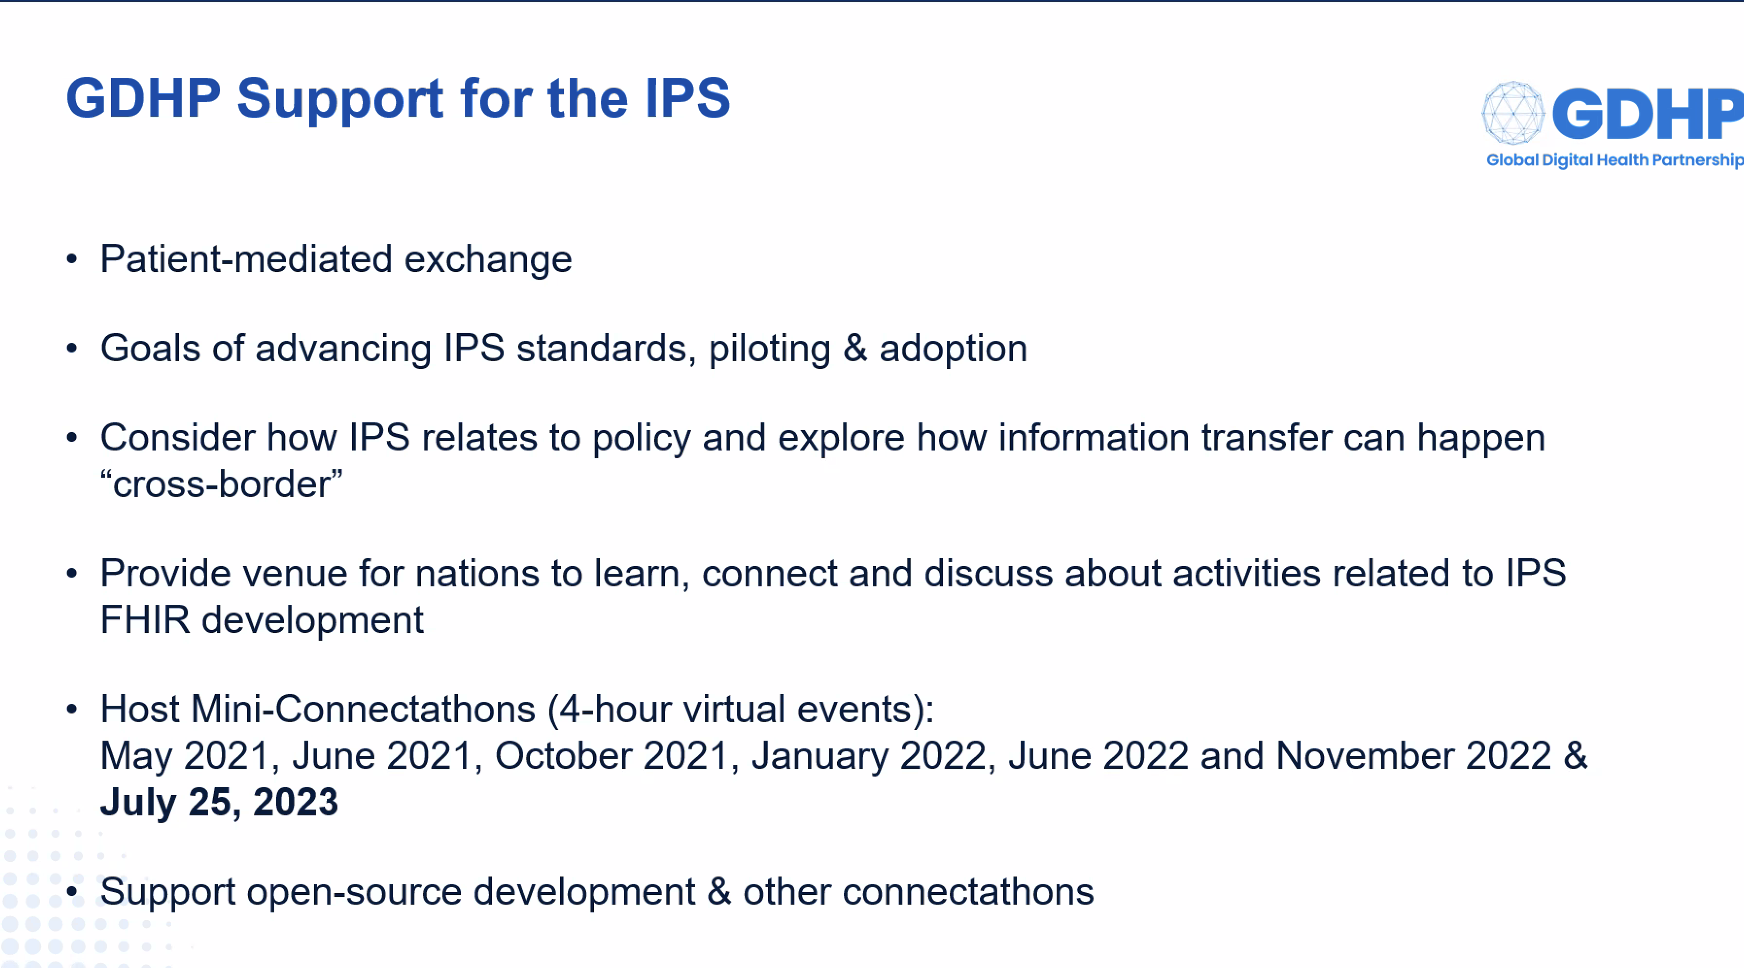 GDHP Support for the IPS
GDHP
Global Digital Health Partnership
• Patient-mediated exchange
• Goals of advancing IPS standards, piloting & adoption
• Consider how IPS relates to policy and explore how information transfer can happen
“cross-border”
• Provide venue for nations to learn, connect and discuss about activities related to IPS
FHIR development
• Host Mini-Connectathons (4-hour virtual events):
May 2021, June 2021, October 2021, January 2022, June 2022 and November 2022 &
July 25, 2023
• Support open-source development & other connectathons